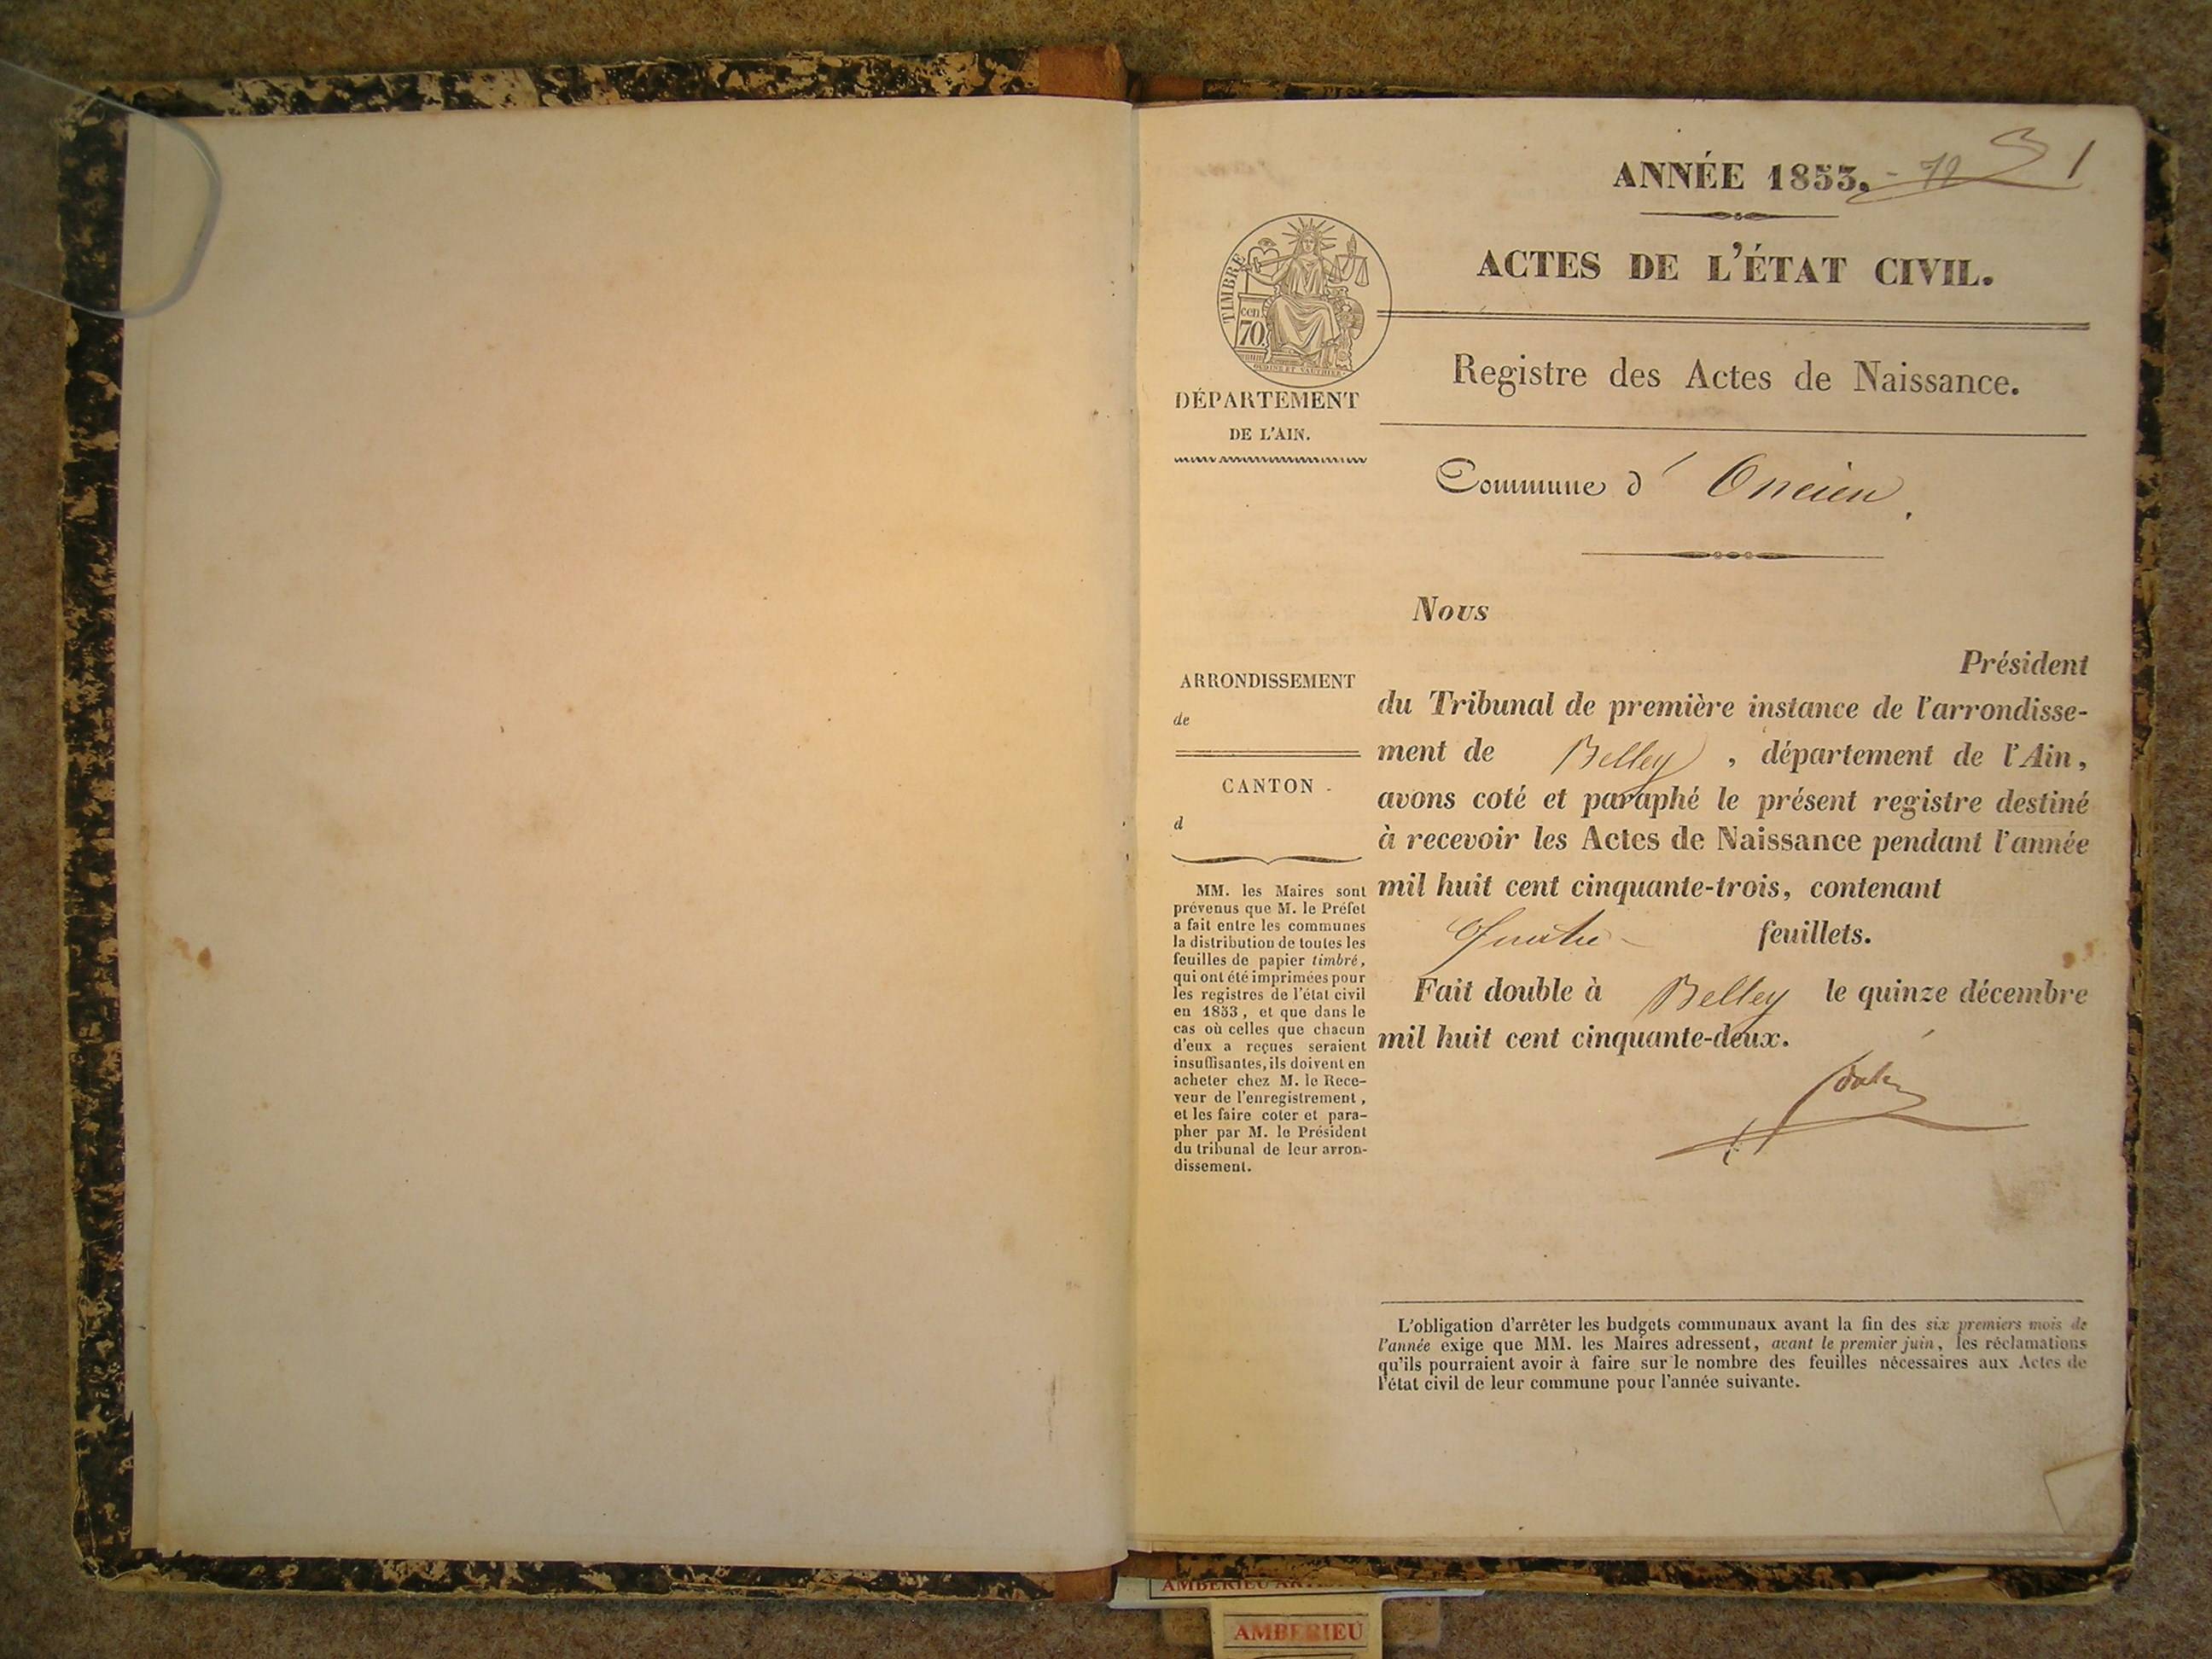 ANNÉE 1853.
1
ACTES DE L'ÉTAT CIVIL.
TIMBRE
cen.
70.
OUDINE ET VAUTHIER.
Registre des Actes de Naissance.
DÉPARTEMENT
DE L'AIN.
Commune d' Oncieu.
Nous
Président
du Tribunal de première instance de l'arrondisse-
ment de Belley, département de l'Ain,
avons coté et paraphé le présent registre destiné
à recevoir les Actes de Naissance pendant l'année
mil huit cent cinquante-trois, contenant
Quatre feuillets.
Fait double à Belley le quinze décembre
mil huit cent cinquante-deux.
ARRONDISSEMENT
de
CANTON
d
MM. les Maires sont
prévenus que M. le Préfet
a fait entre les communes
la distribution de toutes les
feuilles de papier timbré,
qui ont été imprimées pour
les registres de l'état civil
en 1853, et que dans le
cas où celles que chacun
d'eux a reçues seraient
insuffisantes, ils doivent en
acheter chez M. le Rece-
veur de l'enregistrement,
et les faire coter et para-
pher par M. le Président
du tribunal de leur arron-
dissement.
L'obligation d'arrêter les budgets communaux avant la fin des six premiers mois de
l'année exige que MM. les Maires adressent, avant le premier juin, les réclamations
qu'ils pourraient avoir à faire sur le nombre des feuilles nécessaires aux Actes de
l'état civil de leur commune pour l'année suivante.
AMBERIEU
AMBERIEU